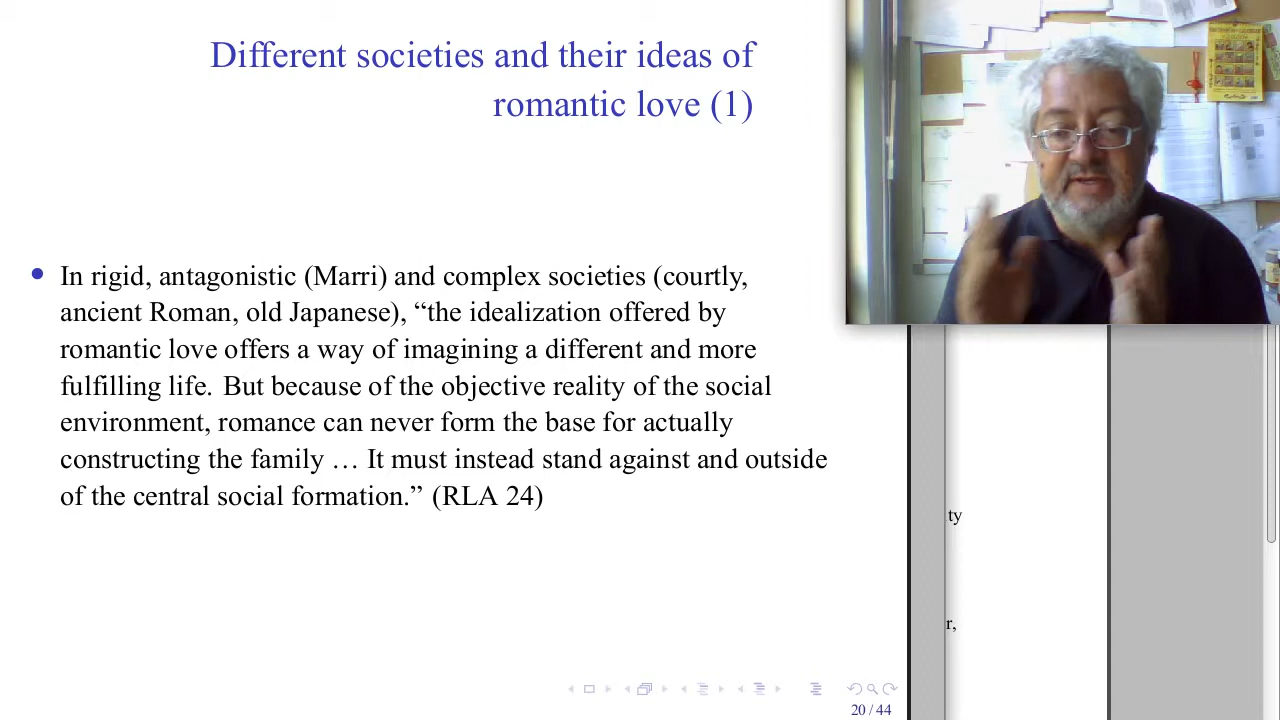 Different societies and their ideas of
romantic love (1)
• In rigid, antagonistic (Marri) and complex societies (courtly,
ancient Roman, old Japanese), “the idealization offered by
romantic love offers a way of imagining a different and more
fulfilling life. But because of the objective reality of the social
environment, romance can never form the base for actually
constructing the family … It must instead stand against and outside
of the central social formation.” (RLA 24)
ty
r,
20 / 44